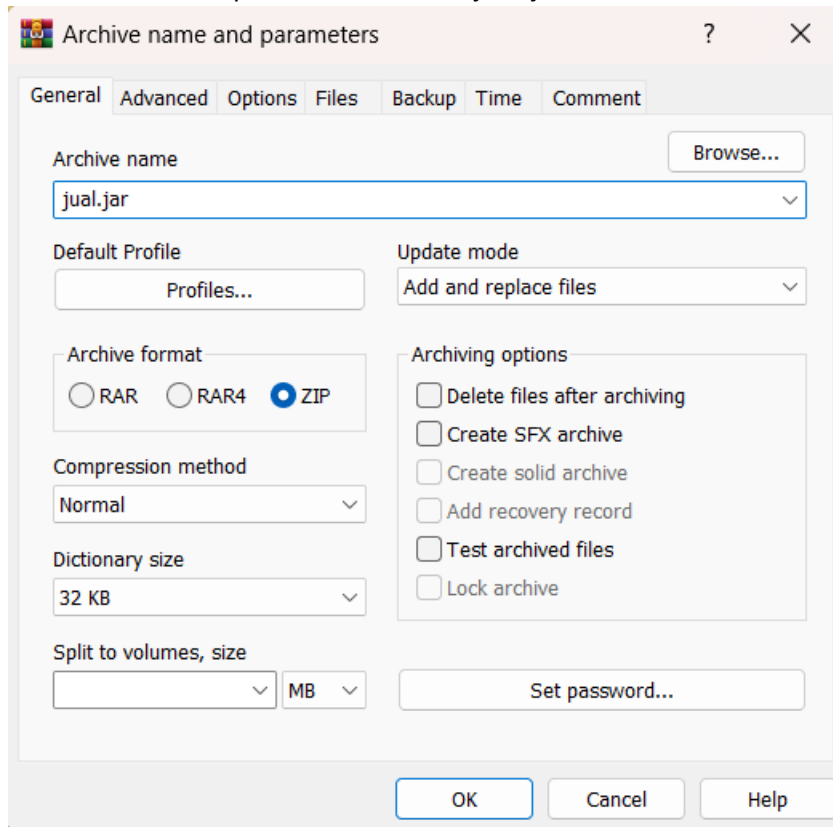 Archive name and parameters ?
General Advanced Options Files Backup Time Comment
Archive name
Browse...
jual.jar
Default Profile
Profiles...
Update mode
Add and replace files
Archive format
RAR RAR4 ZIP
Compression method
Normal
Dictionary size
32 KB
Split to volumes, size
MB
Archiving options
Delete files after archiving
Create SFX archive
Create solid archive
Add recovery record
Test archived files
Lock archive
Set password...
OK Cancel Help